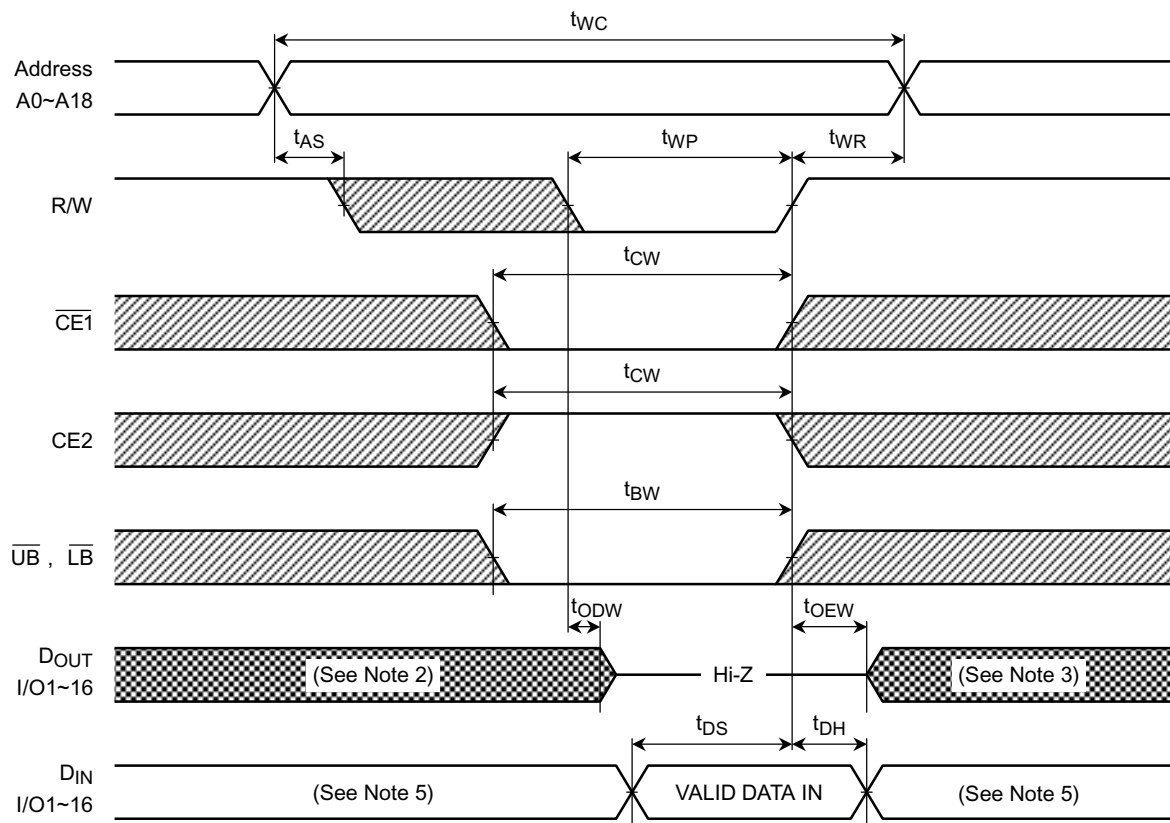 tWC
Address
A0~A18
tAS
tWP
tWR
R/W
tCW
CE1
tCW
CE2
tBW
UB , LB
tODW
tOEW
DOUT
I/O1~16
(See Note 2)
Hi-Z
(See Note 3)
tDS
tDH
DIN
I/O1~16
(See Note 5)
VALID DATA IN
(See Note 5)